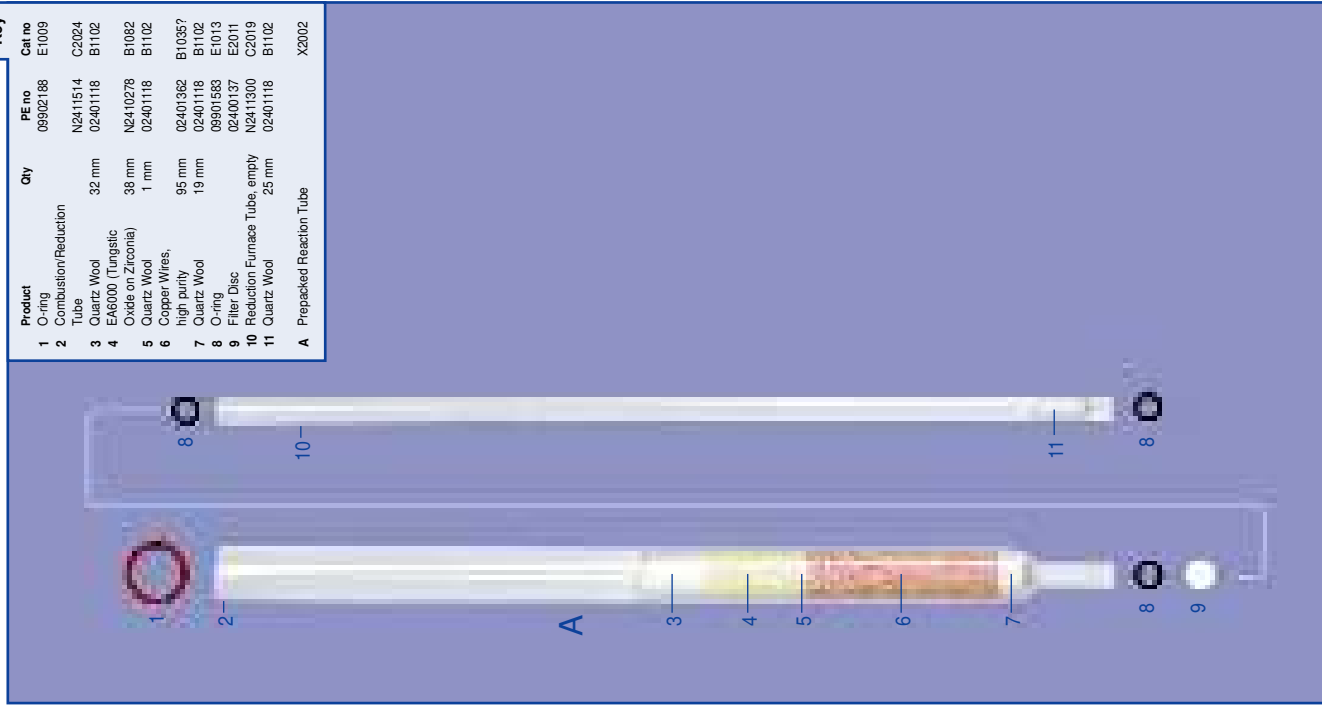 Key
Product Qty PE no Cat no
1 O-ring 09902188 E1009
2 Combustion/Reduction
Tube N2411514 C2024
3 Quartz Wool 32 mm 02401118 B1102
4 EA6000 (Tungstic
Oxide on Zirconia) 38 mm N2410278 B1082
5 Quartz Wool 1 mm 02401118 B1102
6 Copper Wires,
high purity 95 mm 02401362 B1035?
7 Quartz Wool 19 mm 02401118 B1102
8 O-ring 09901583 E1013
9 Filter Disc 02400137 E2011
10 Reduction Furnace Tube, empty N2411300 C2019
11 Quartz Wool 25 mm 02401118 B1102
A Prepacked Reaction Tube X2002
1
2
A
3
4
5
6
7
8
9
8
10
11
8